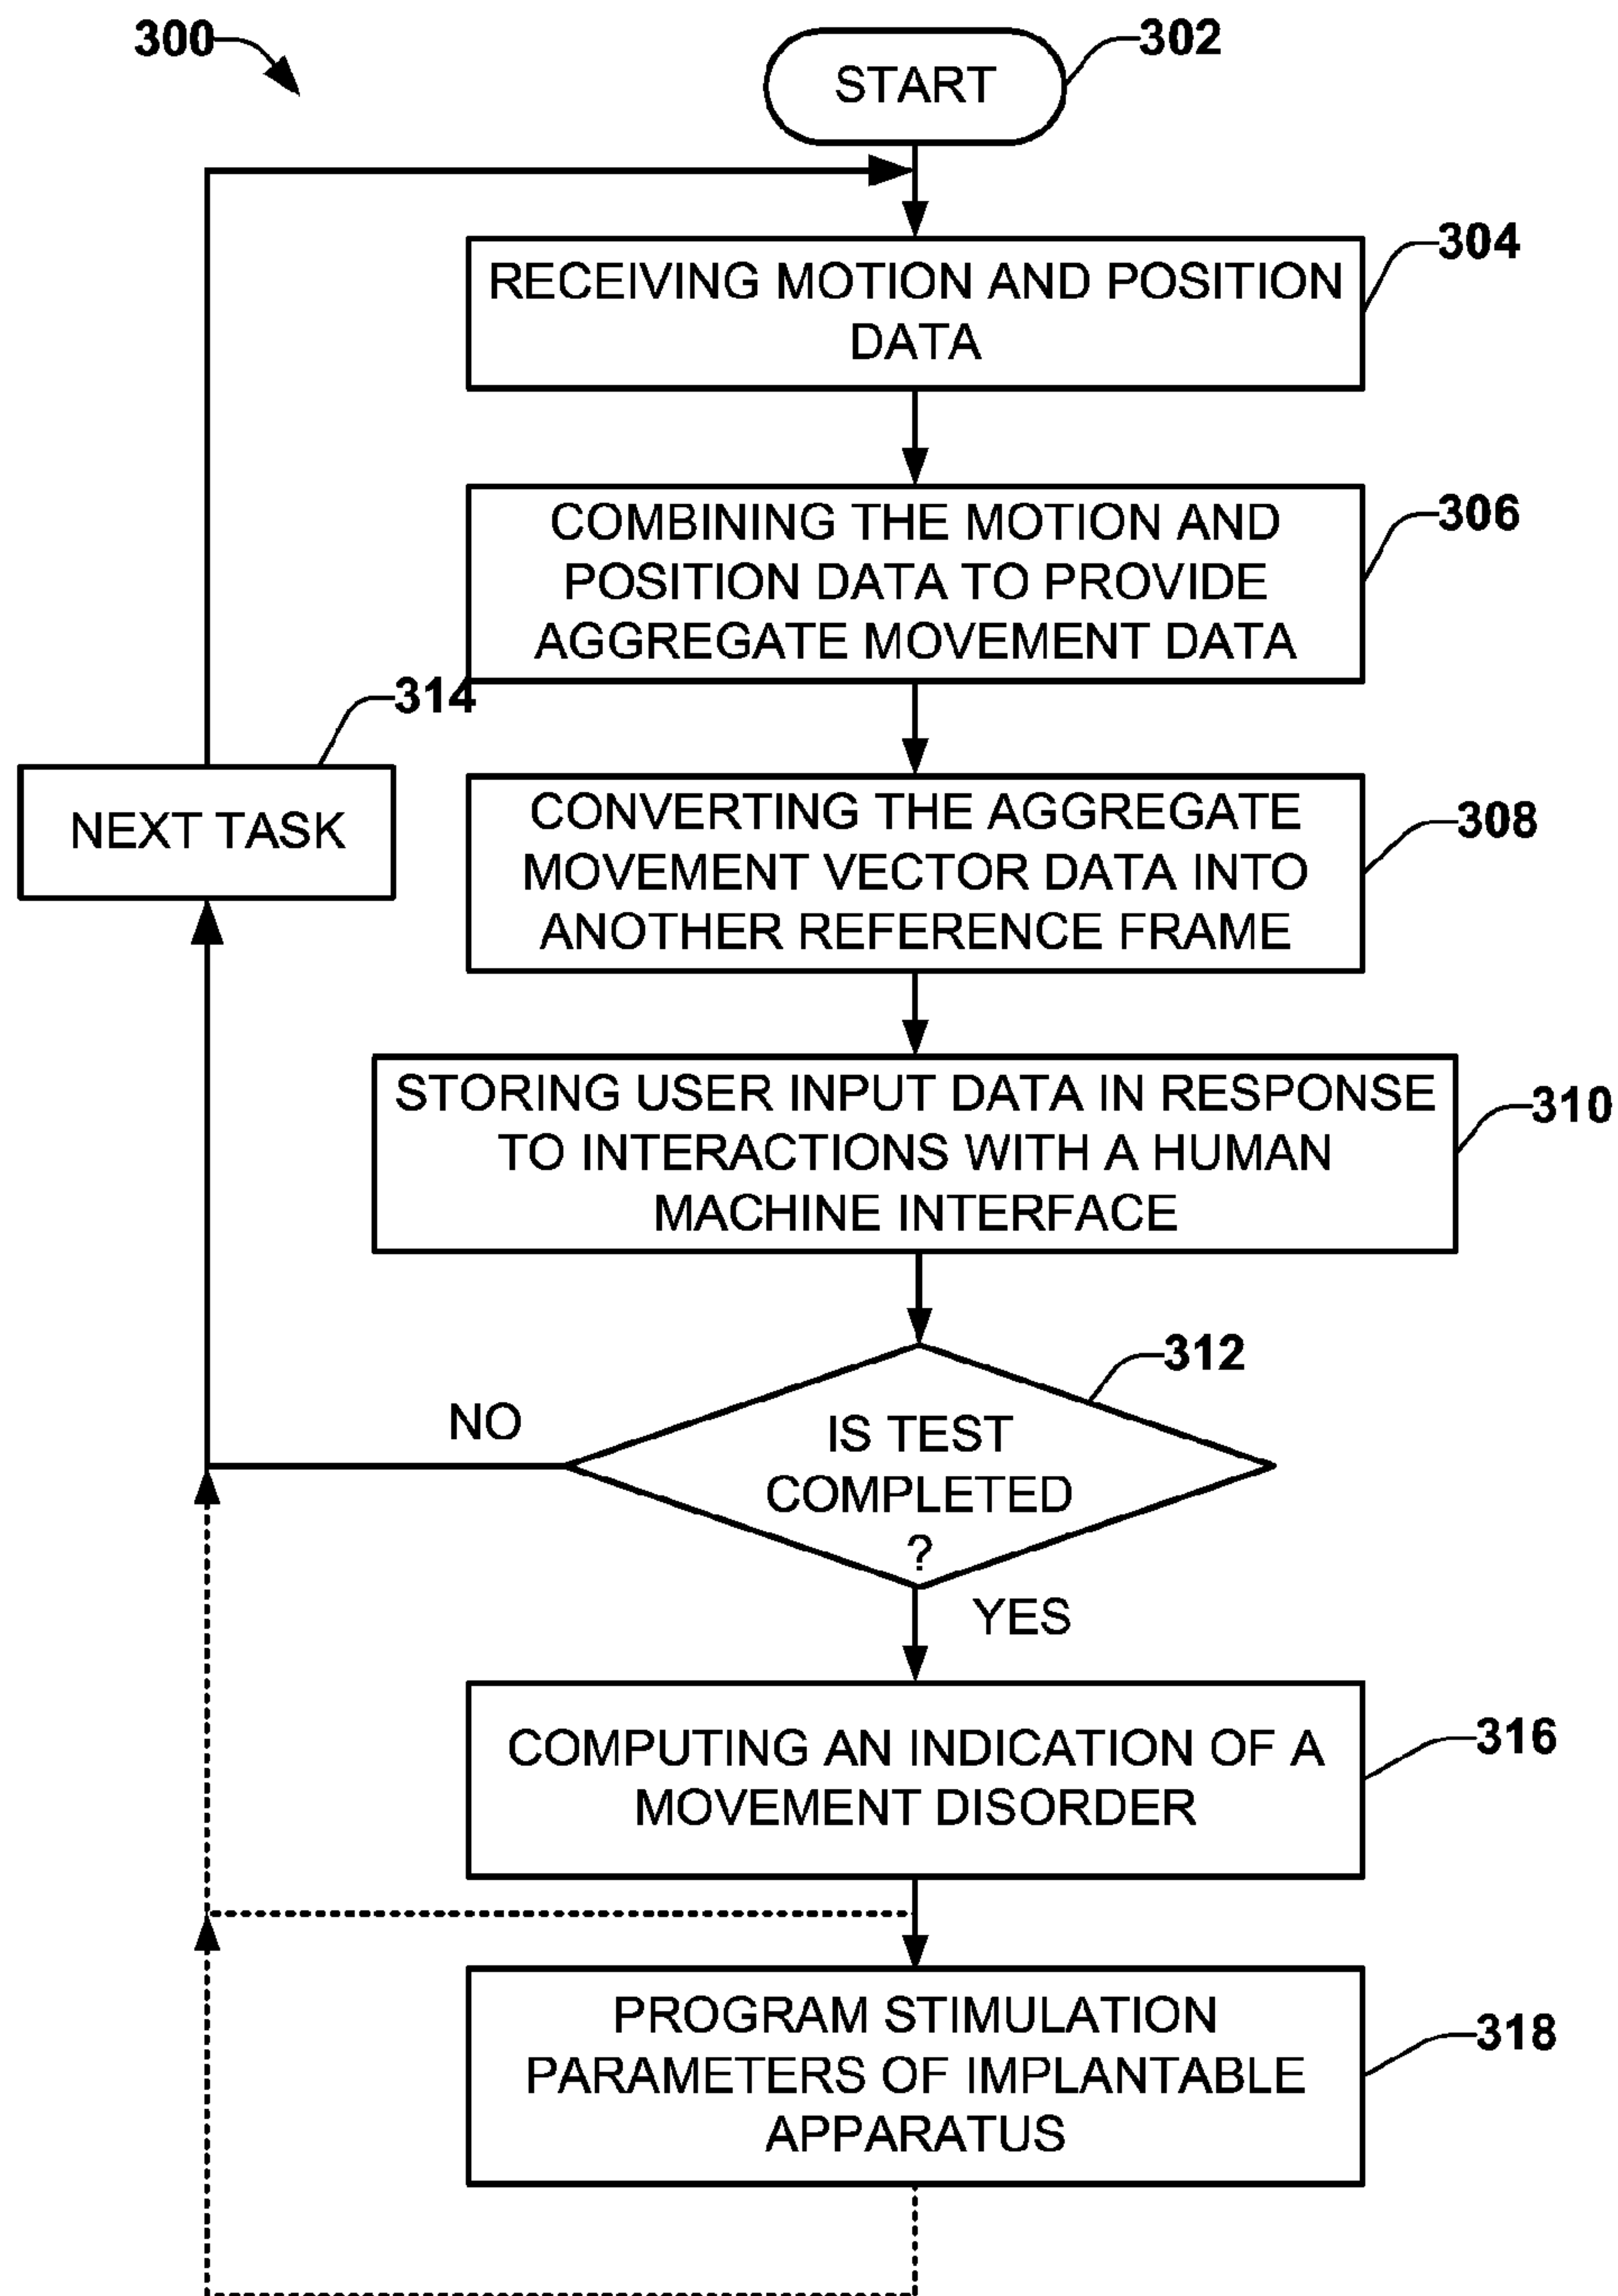 300
302
START
304
RECEIVING MOTION AND POSITION
DATA
306
COMBINING THE MOTION AND
POSITION DATA TO PROVIDE
AGGREGATE MOVEMENT DATA
314
NEXT TASK
308
CONVERTING THE AGGREGATE
MOVEMENT VECTOR DATA INTO
ANOTHER REFERENCE FRAME
310
STORING USER INPUT DATA IN RESPONSE
TO INTERACTIONS WITH A HUMAN
MACHINE INTERFACE
312
NO
IS TEST
COMPLETED
?
YES
316
COMPUTING AN INDICATION OF A
MOVEMENT DISORDER
318
PROGRAM STIMULATION
PARAMETERS OF IMPLANTABLE
APPARATUS